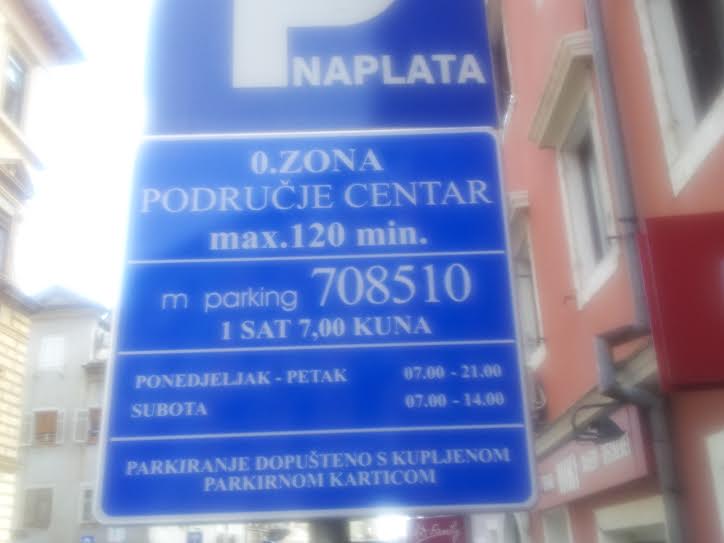 NAPLATA
0.ZONA
PODRUČJE CENTAR
max.120 min.
m parking 708510
1 SAT 7,00 KUNA
PONEDJELJAK - PETAK 07.00 - 21.00
SUBOTA 07.00 - 14.00
PARKIRANJE DOPUŠTENO S KUPLJENOM
PARKIRNOM KARTICOM